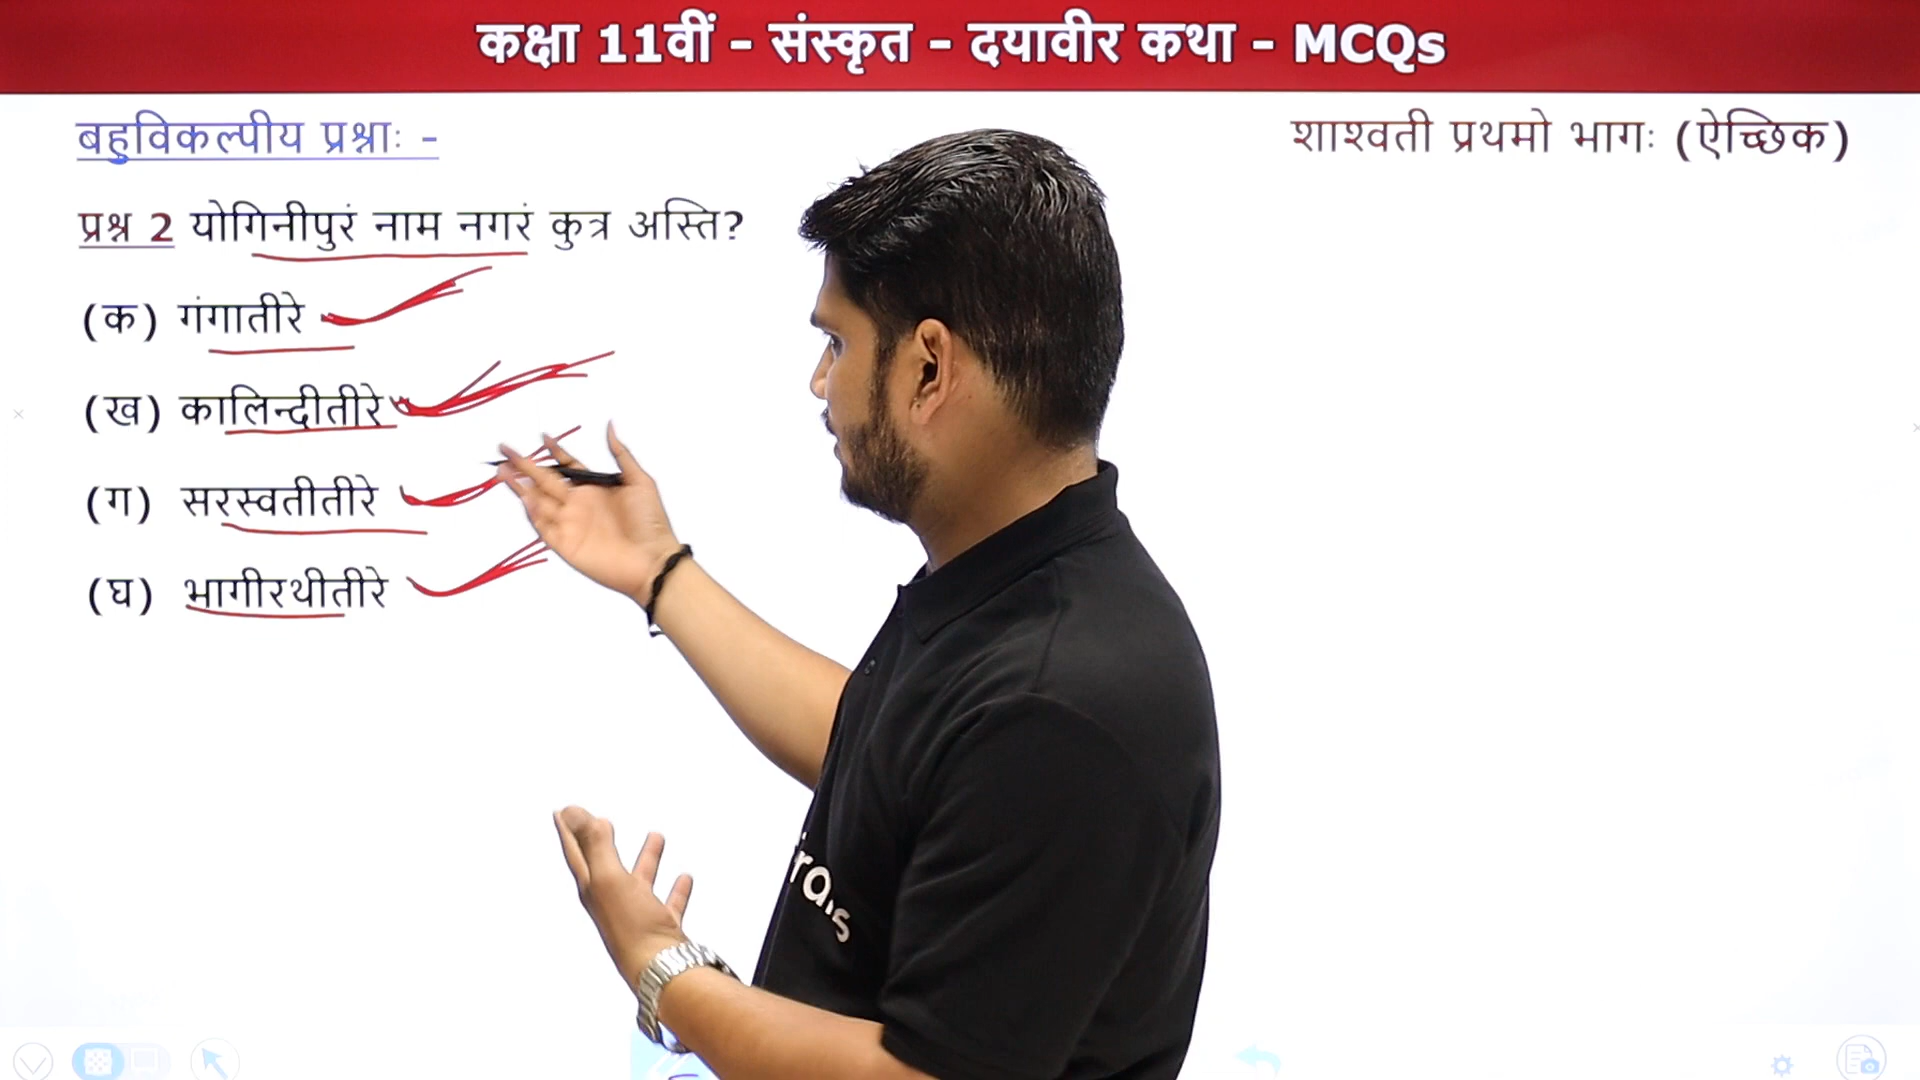 कक्षा 11वीं - संस्कृत - दयावीर कथा - MCQs
बहुविकल्पीय प्रश्नाः -
शाश्वती प्रथमो भागः (ऐच्छिक)
प्रश्न 2 योगिनीपुरं नाम नगरं कुत्र अस्ति?
(क) गंगातीरे
(ख) कालिन्दीतीरे
(ग) सरस्वतीतीरे
(घ) भागीरथीतीरे